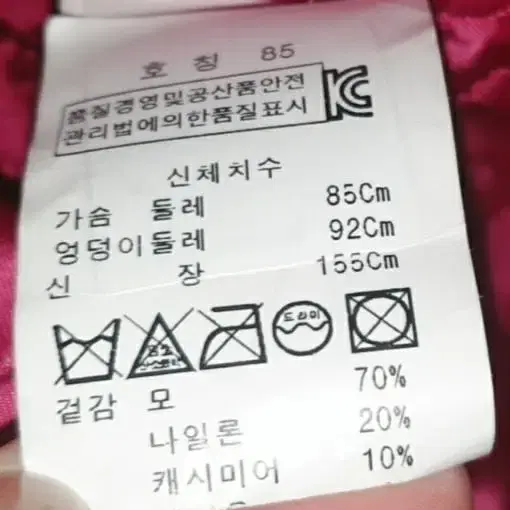 호칭 85
품질경영및공산품안전
관리법에의한품질표시
신체치수
가슴 둘레 85Cm
엉덩이둘레 92Cm
신 장 155Cm
드라이
겉감 모 70%
나일론 20%
캐시미어 10%